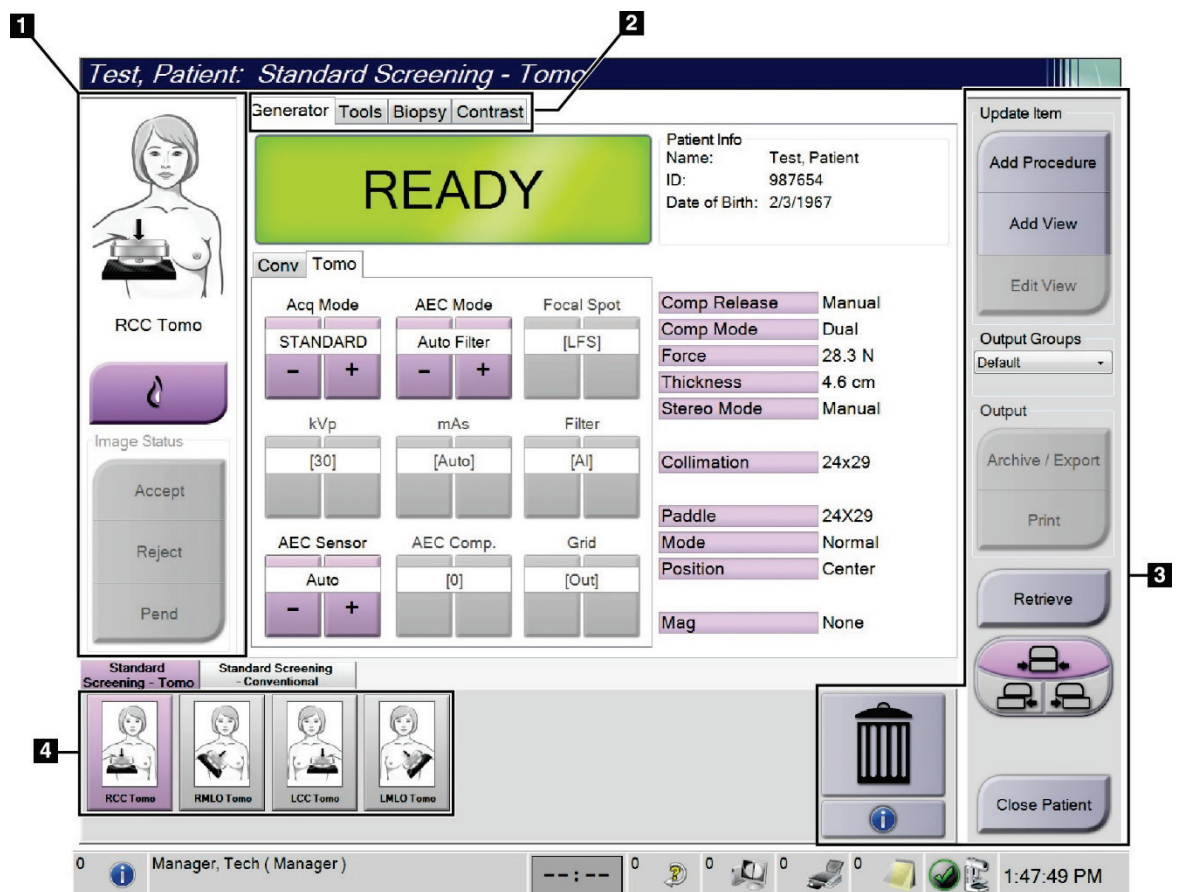 1
2
Test, Patient: Standard Screening - Tomo
Generator Tools Biopsy Contrast
READY
Patient Info
Name: Test, Patient
ID: 987654
Date of Birth: 2/3/1967
RCC Tomo
Image Status
Accept
Reject
Pend
Conv Tomo
Acq Mode AEC Mode Focal Spot
STANDARD Auto Filter [LFS]
- + - +
kVp mAs Filter
[30] [Auto] [Al]
AEC Sensor AEC Comp. Grid
Auto [0] [Out]
- +
Comp Release Manual
Comp Mode Dual
Force 28.3 N
Thickness 4.6 cm
Stereo Mode Manual
Collimation 24x29
Paddle 24X29
Mode Normal
Position Center
Mag None
Update Item
Add Procedure
Add View
Edit View
Output Groups
Default
Output
Archive / Export
Print
3
Retrieve
Close Patient
Standard
Screening - Tomo
Standard Screening
- Conventional
4
RCC Tomo RMLO Tomo LCC Tomo LMLO Tomo
0 Manager, Tech ( Manager ) --:-- 0 0 0 0 1:47:49 PM